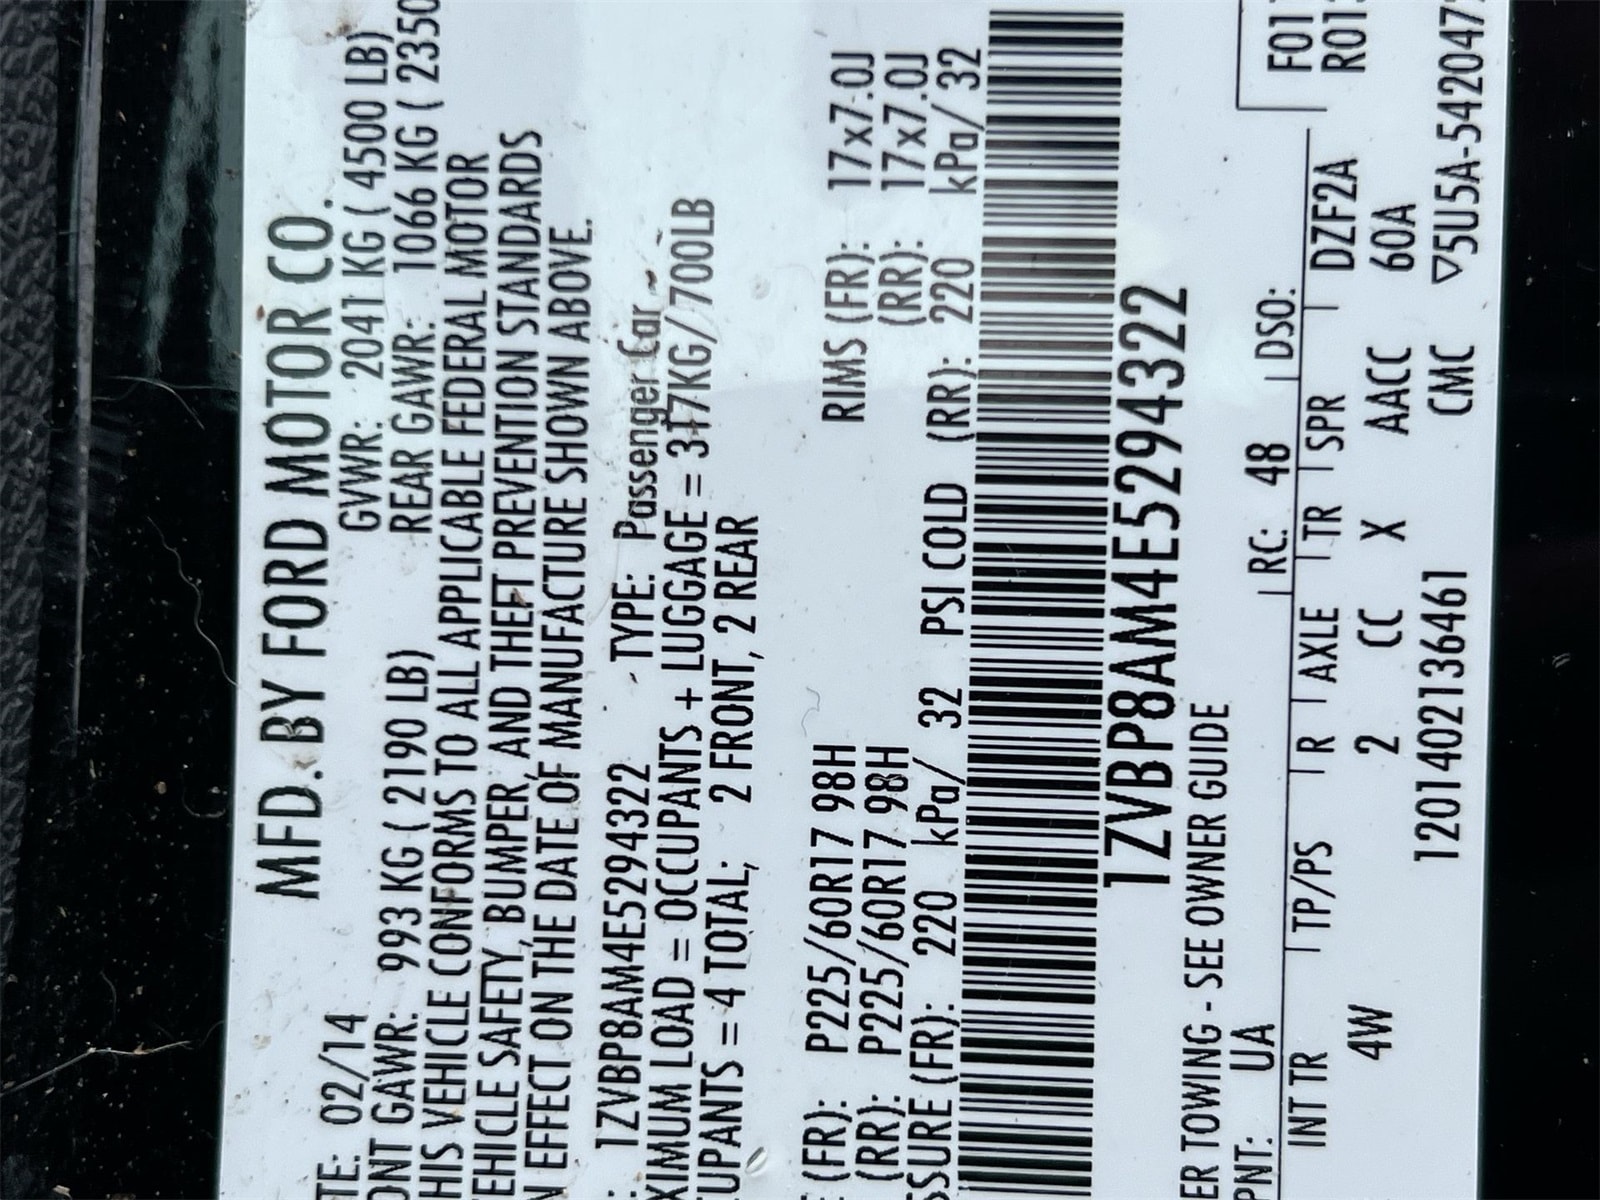 MFD. BY FORD MOTOR CO.
TE: 02/14 GVWR: 2041 KG ( 4500 LB)
ONT GAWR: 993 KG ( 2190 LB) REAR GAWR: 1066 KG ( 2350
HIS VEHICLE CONFORMS TO ALL APPLICABLE FEDERAL MOTOR
EHICLE SAFETY, BUMPER, AND THEFT PREVENTION STANDARDS
N EFFECT ON THE DATE OF MANUFACTURE SHOWN ABOVE.
: 1ZVBP8AM4E5294322 TYPE: Passenger Car
XIMUM LOAD = OCCUPANTS + LUGGAGE = 317KG/700LB
CUPANTS = 4 TOTAL; 2 FRONT, 2 REAR
E (FR): P225/60R17 98H RIMS (FR): 17x7.0J
(RR): P225/60R17 98H (RR): 17x7.0J
SSURE (FR): 220 kPa/ 32 PSI COLD (RR): 220 kPa/ 32
1ZVBP8AM4E5294322
ER TOWING - SEE OWNER GUIDE
PNT: UA RC: 48 DSO:
F01
R013
INT TR TP/PS R AXLE TR SPR DZF2A
4W 2 CC X AACC 60A
1201402136461 CMC ▽5U5A-542047